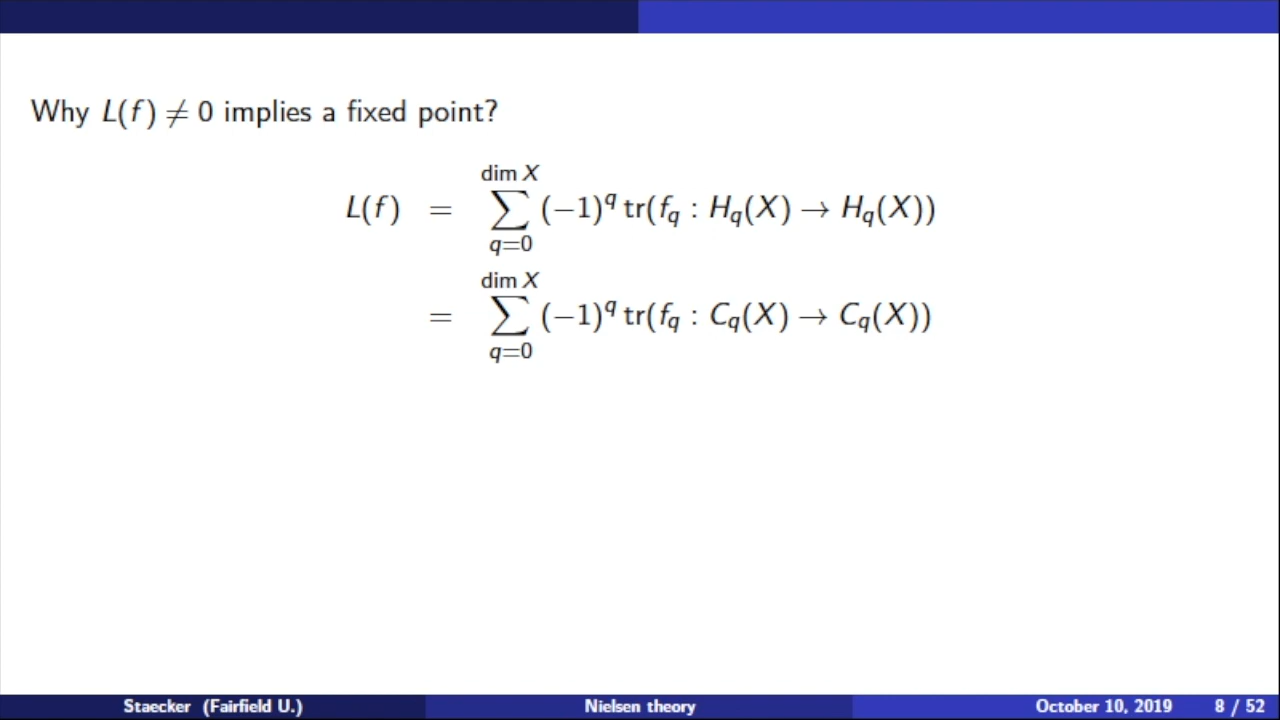 Why L(f) ≠ 0 implies a fixed point?
L(f) = ∑_{q=0}^{dim X} (−1)^q tr(f_q : H_q(X) → H_q(X))
= ∑_{q=0}^{dim X} (−1)^q tr(f_q : C_q(X) → C_q(X))
Staecker (Fairfield U.) Nielsen theory October 10, 2019 8 / 52